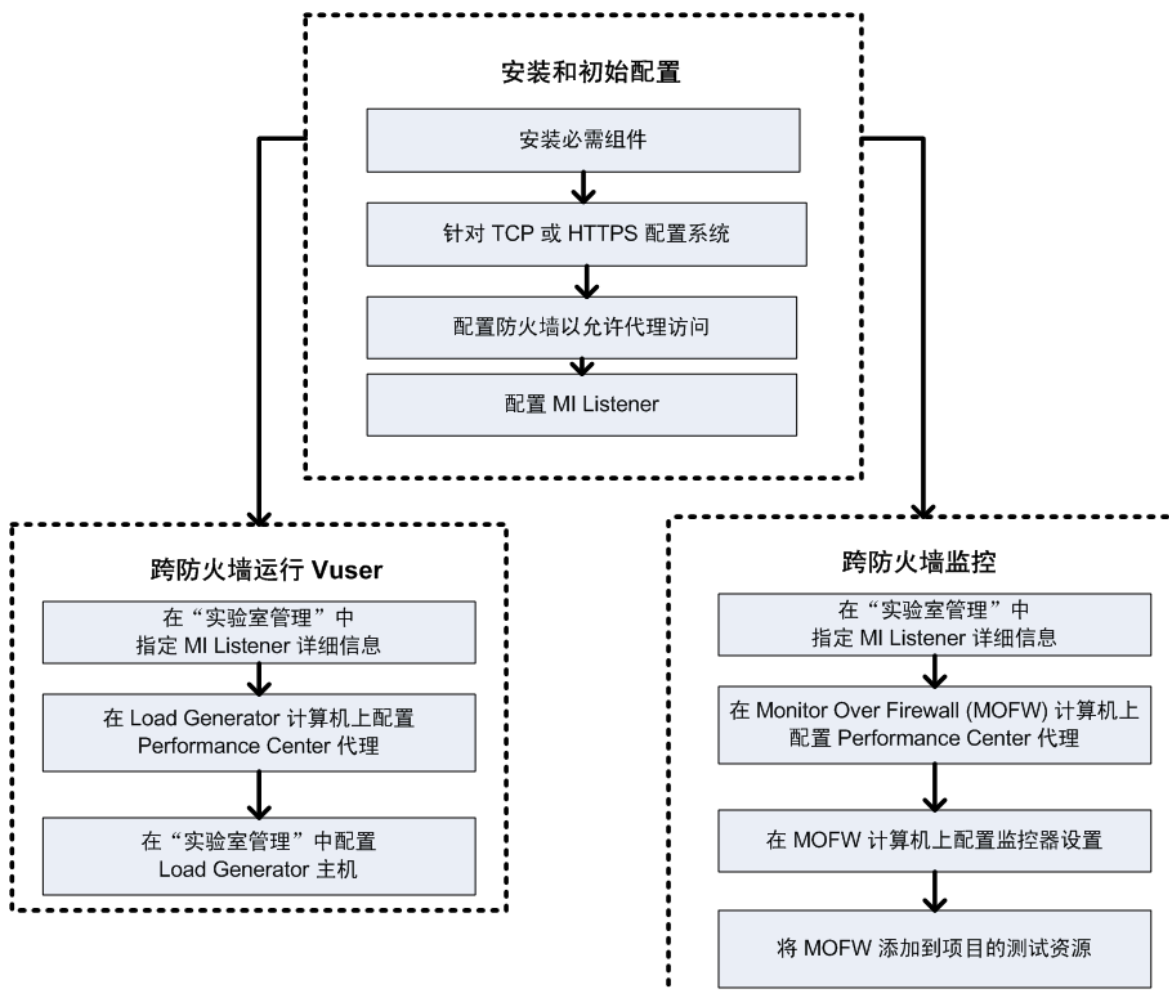 安装和初始配置
安装必需组件
针对 TCP 或 HTTPS 配置系统
配置防火墙以允许代理访问
配置 MI Listener
跨防火墙运行 Vuser
在“实验室管理”中
指定 MI Listener 详细信息
在 Load Generator 计算机上配置
Performance Center 代理
在“实验室管理”中配置
Load Generator 主机
跨防火墙监控
在“实验室管理”中
指定 MI Listener 详细信息
在 Monitor Over Firewall (MOFW) 计算机上
配置 Performance Center 代理
在 MOFW 计算机上配置监控器设置
将 MOFW 添加到项目的测试资源